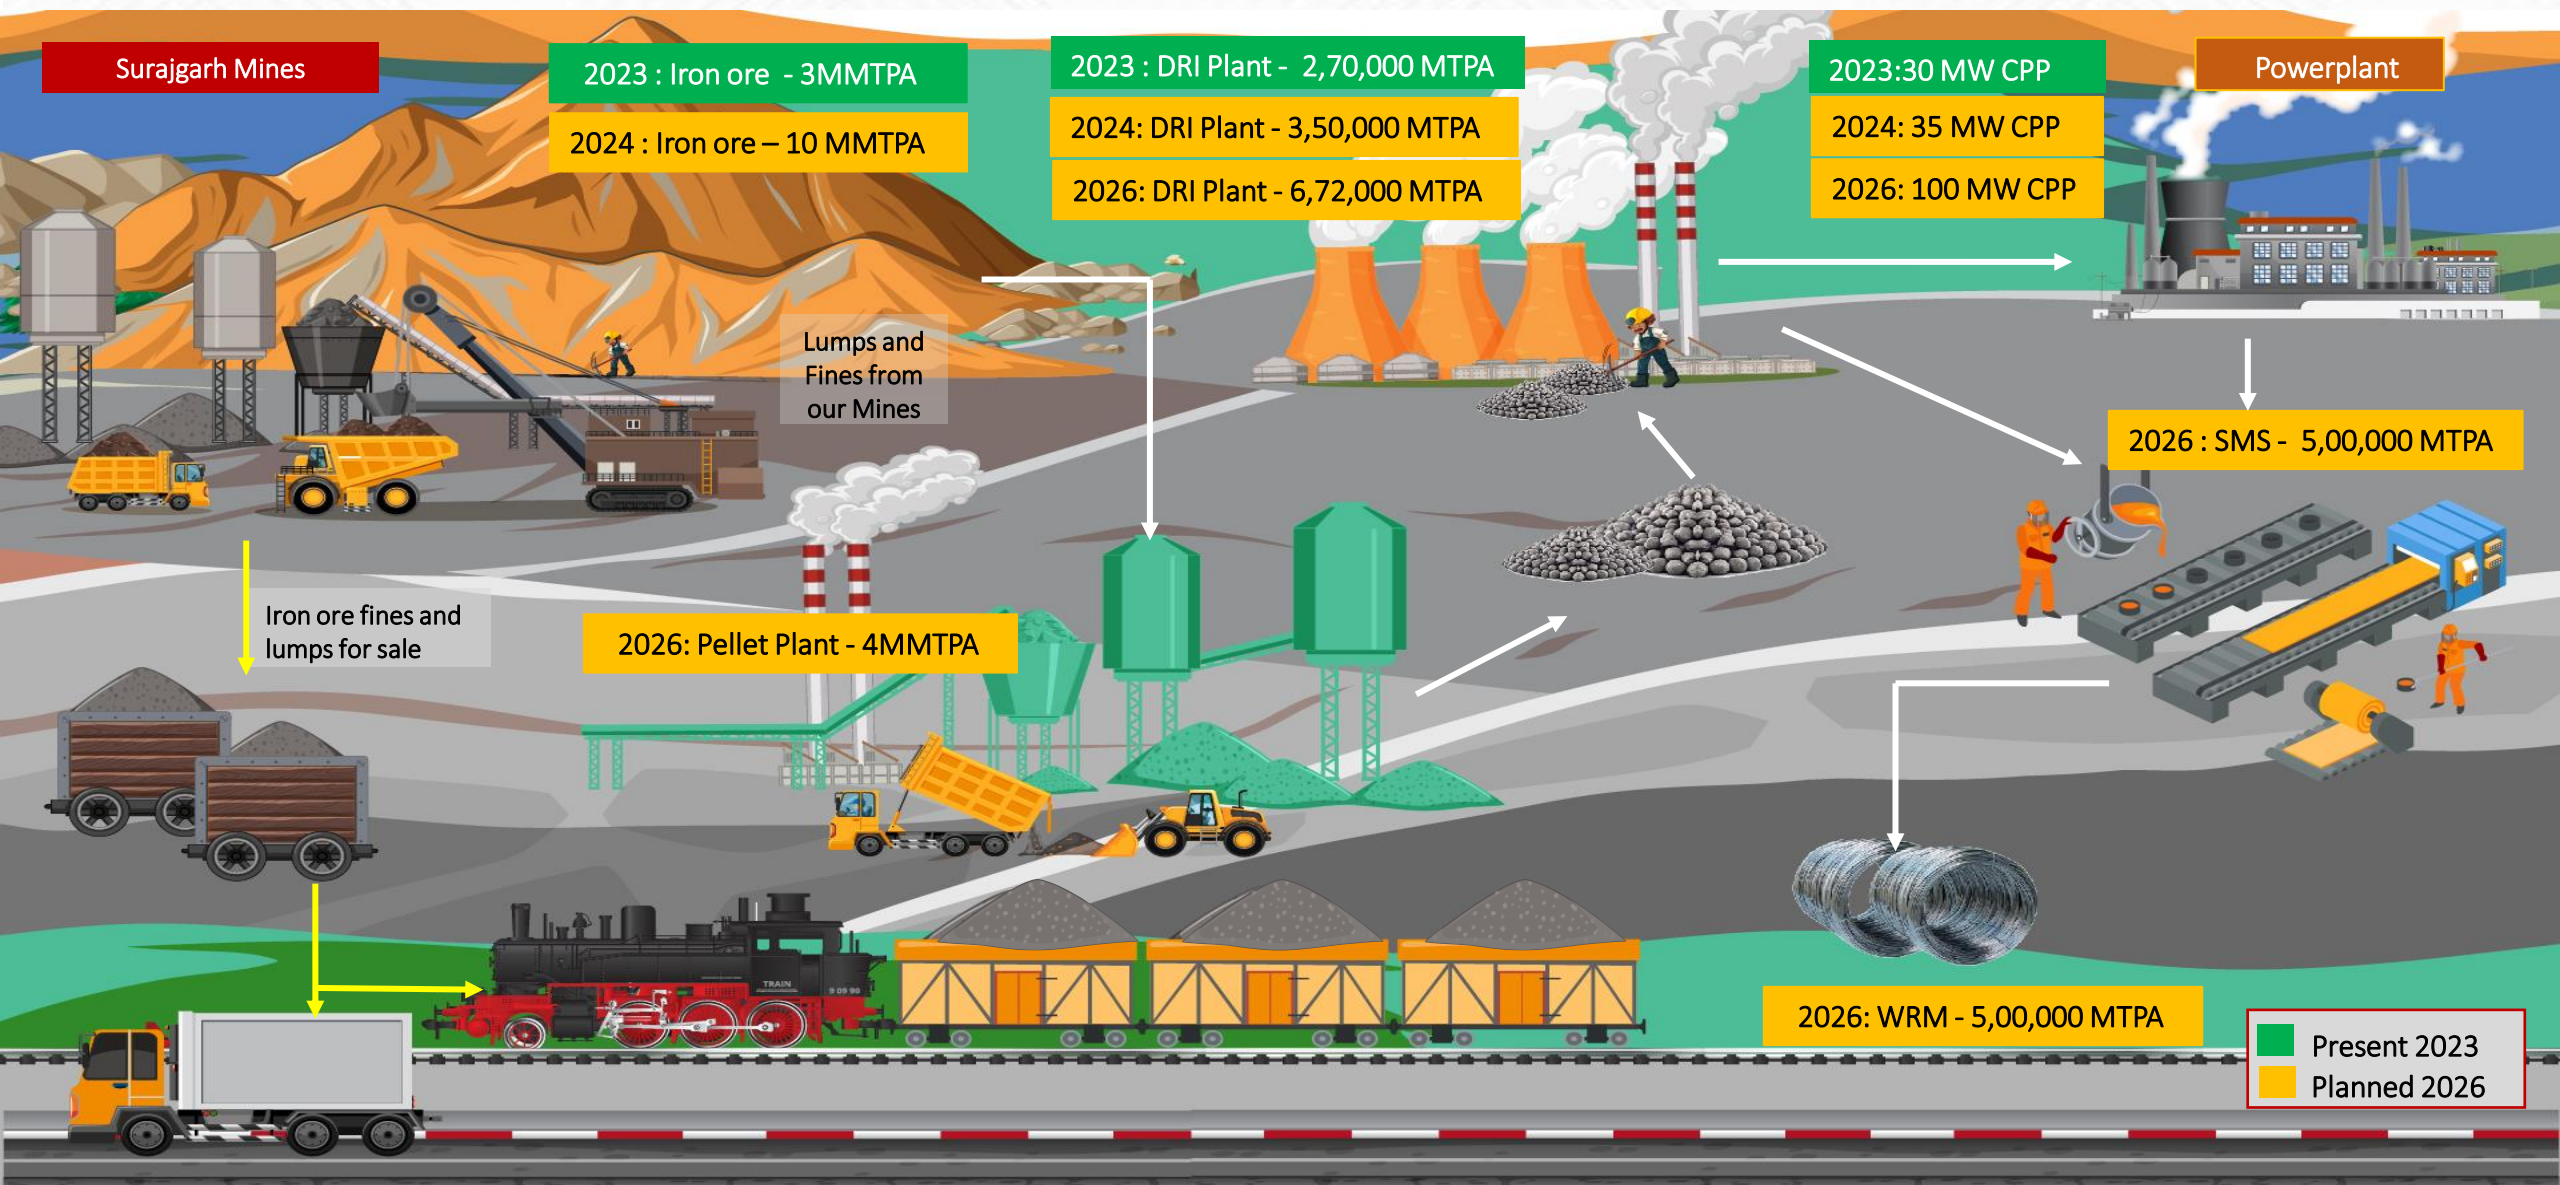 Surajgarh Mines
2023 : Iron ore - 3MMTPA
2024 : Iron ore – 10 MMTPA
2023 : DRI Plant - 2,70,000 MTPA
2024: DRI Plant - 3,50,000 MTPA
2026: DRI Plant - 6,72,000 MTPA
2023:30 MW CPP
2024: 35 MW CPP
2026: 100 MW CPP
Powerplant
Lumps and
Fines from
our Mines
2026 : SMS - 5,00,000 MTPA
Iron ore fines and
lumps for sale
2026: Pellet Plant - 4MMTPA
TRAIN
9 09 90
2026: WRM - 5,00,000 MTPA
Present 2023
Planned 2026